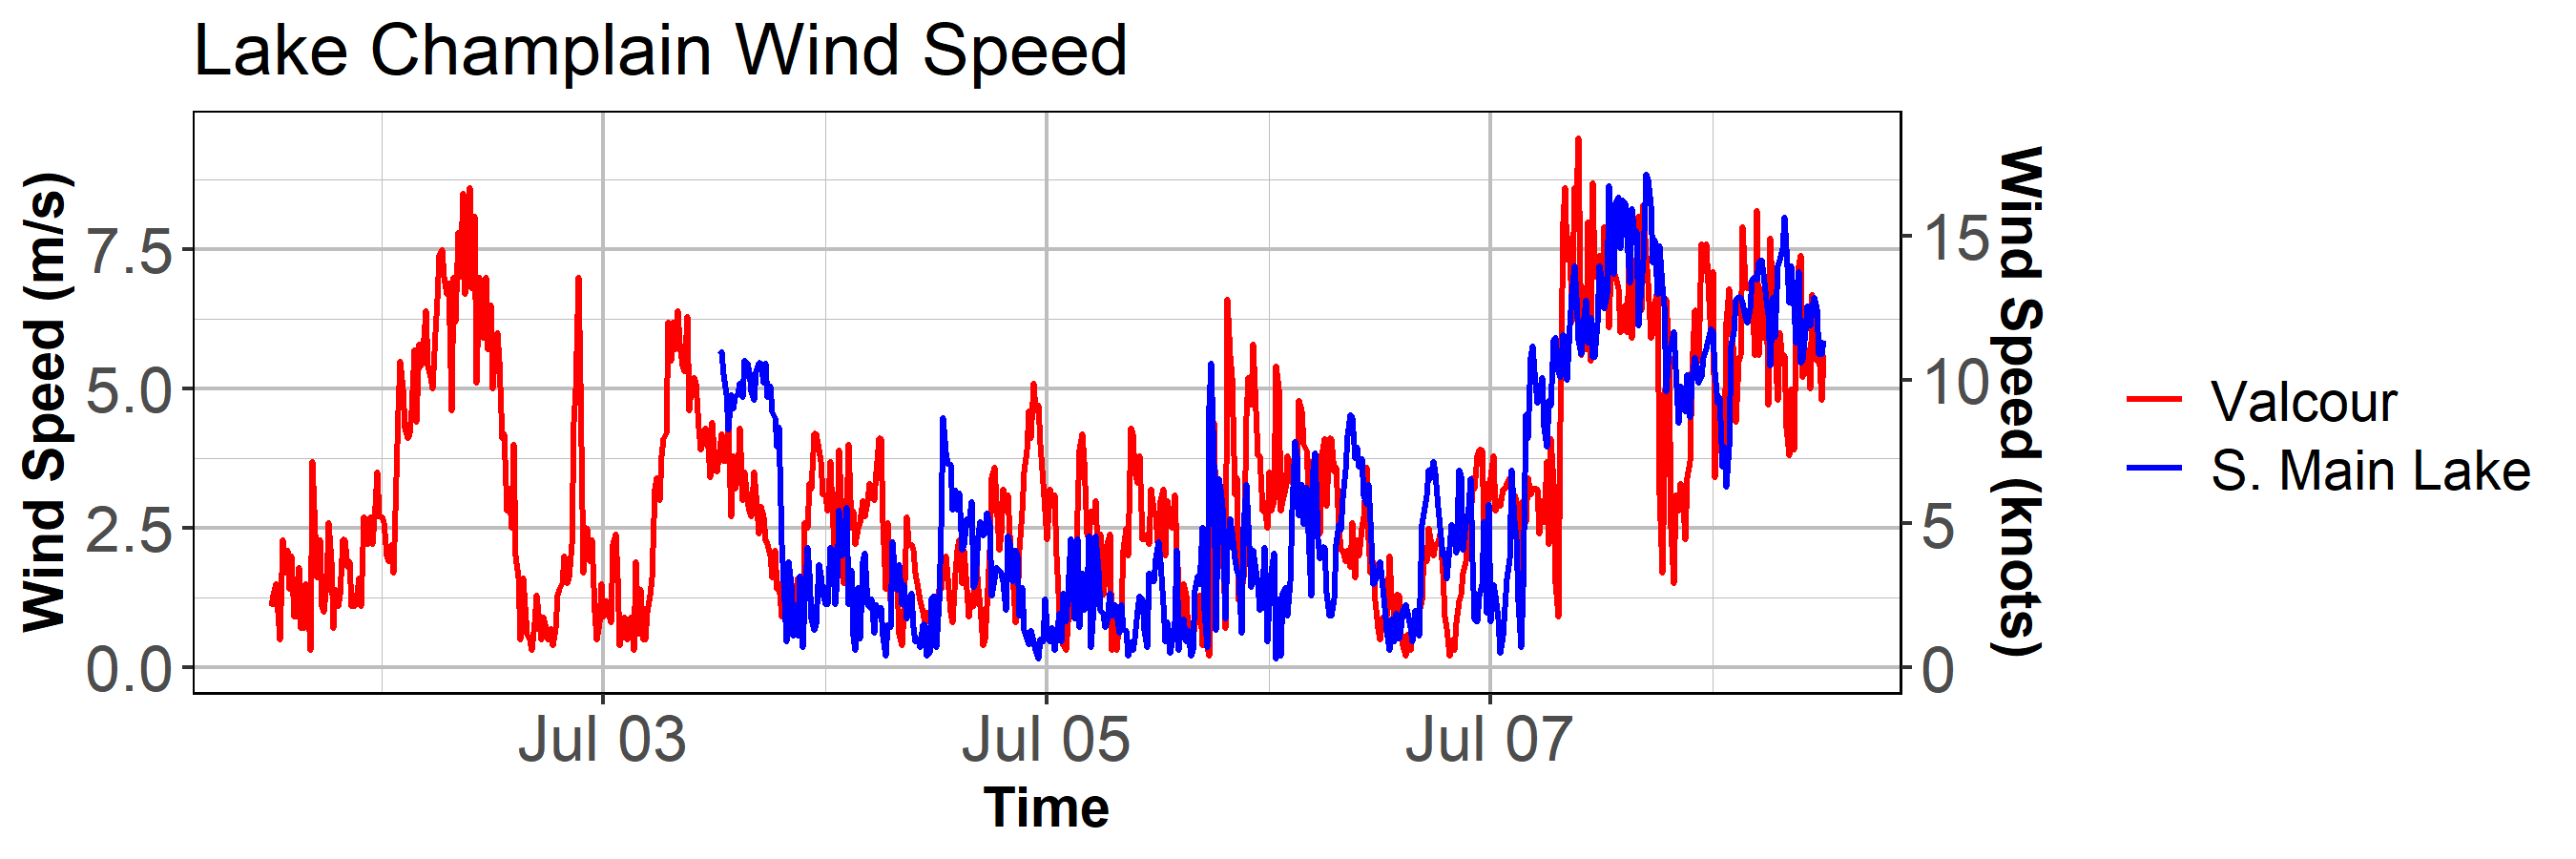 Lake Champlain Wind Speed
Wind Speed (m/s)
7.5
5.0
2.5
0.0
15
10
5
0
Wind Speed (knots)
Jul 03
Jul 05
Jul 07
Time
Valcour
S. Main Lake